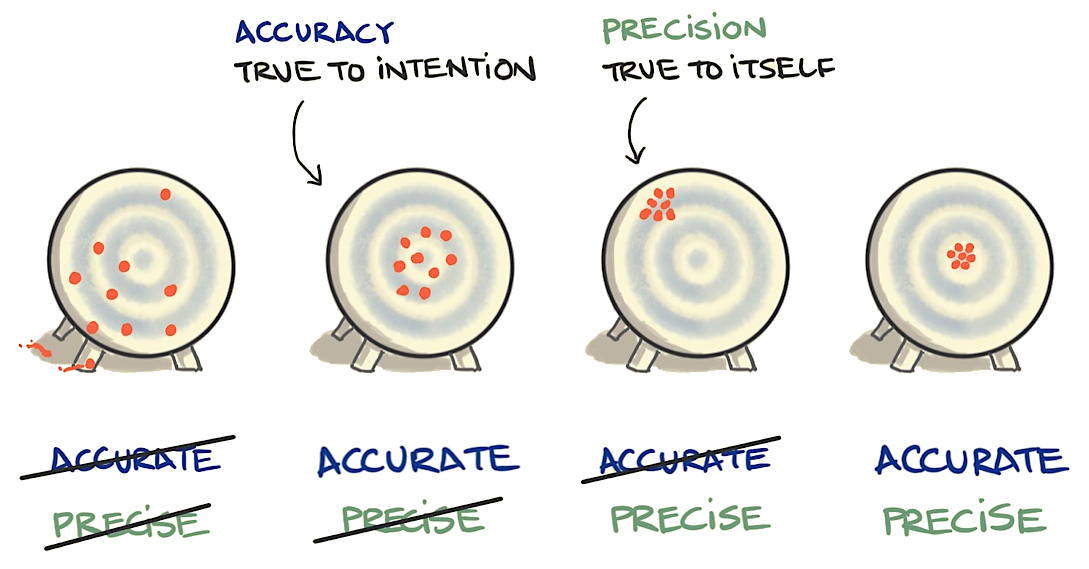 ACCURACY
TRUE TO INTENTION
PRECISION
TRUE TO ITSELF
ACCURATE
PRECISE
ACCURATE
PRECISE
ACCURATE
PRECISE
ACCURATE
PRECISE